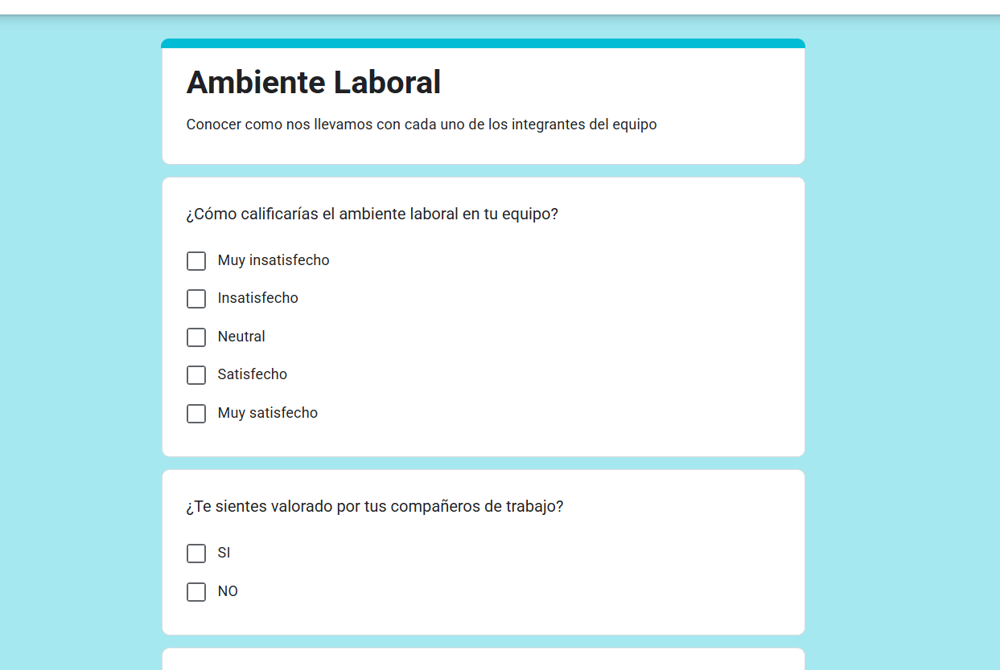 Ambiente Laboral
Conocer como nos llevamos con cada uno de los integrantes del equipo
¿Cómo calificarías el ambiente laboral en tu equipo?
Muy insatisfecho
Insatisfecho
Neutral
Satisfecho
Muy satisfecho
¿Te sientes valorado por tus compañeros de trabajo?
SI
NO